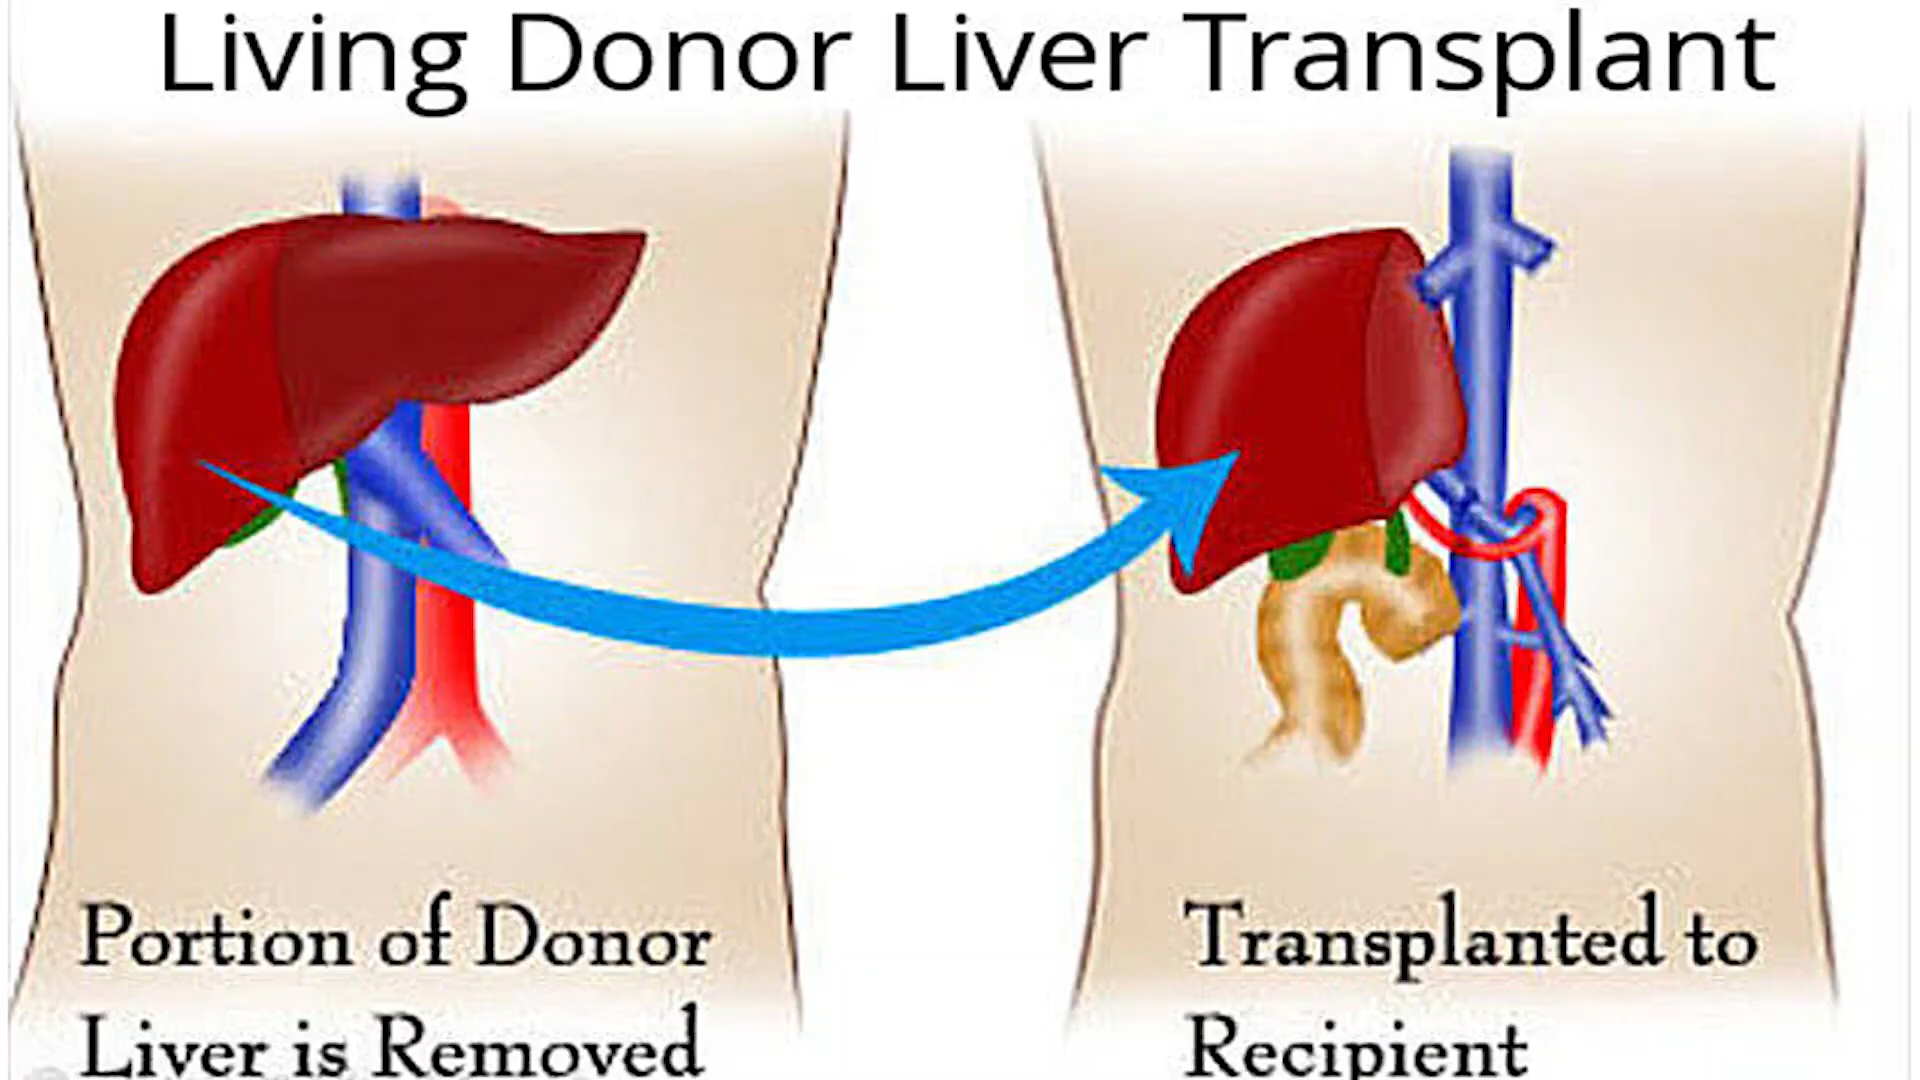 Living Donor Liver Transplant
Portion of Donor
Liver is Removed
Transplanted to
Recipient